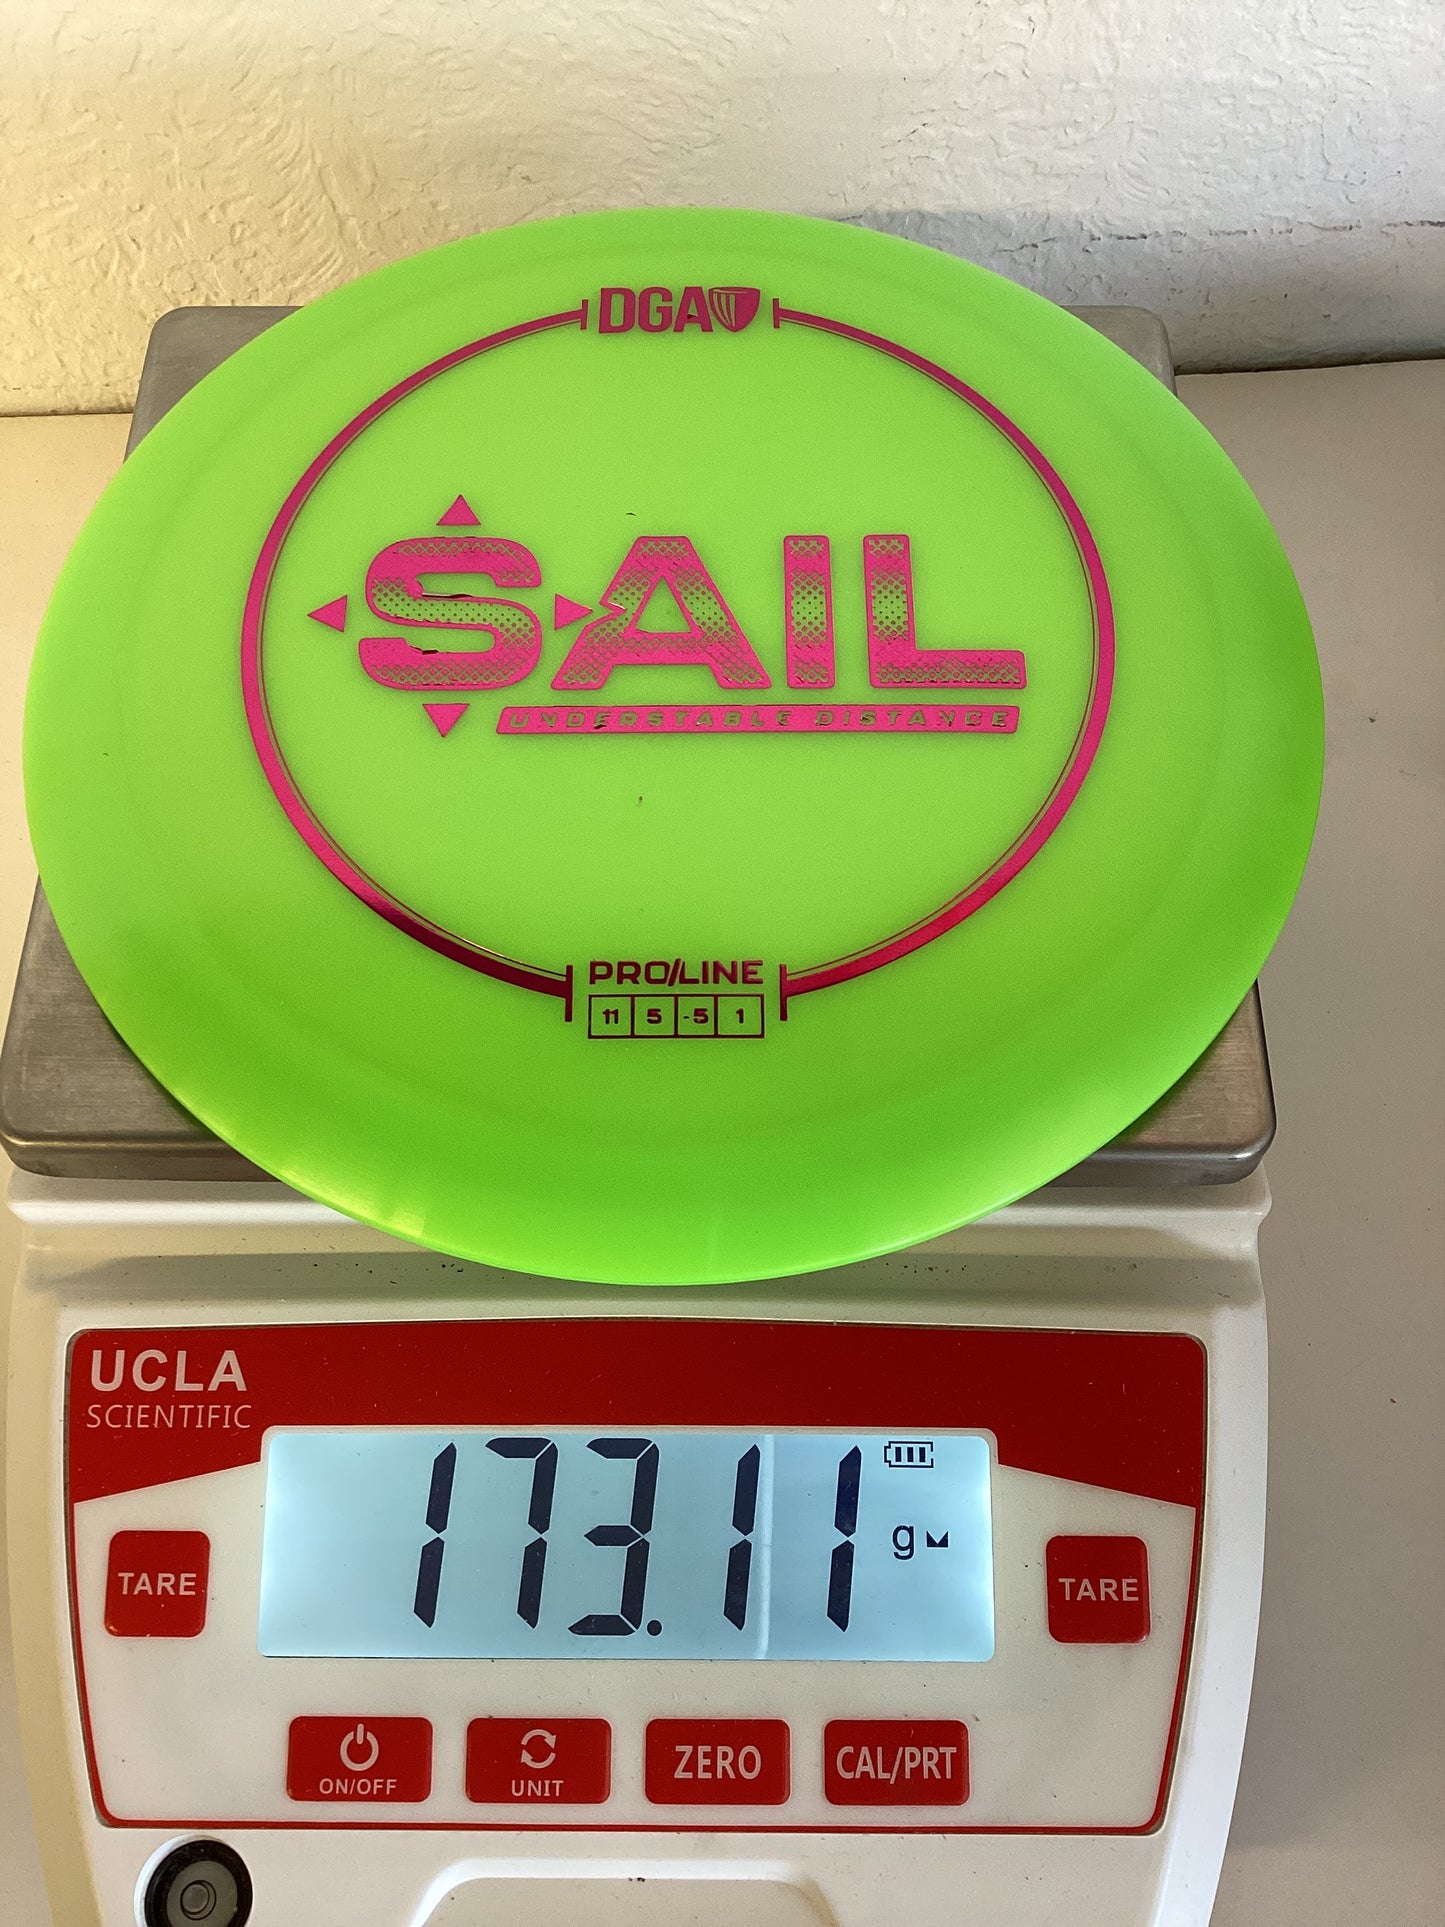 DGA
SAIL
UNDERSTABLE DISTANCE
PRO/LINE
11 5 -5 1
UCLA
SCIENTIFIC
173.11 g
TARE
TARE
ON/OFF
UNIT
ZERO
CAL/PRT